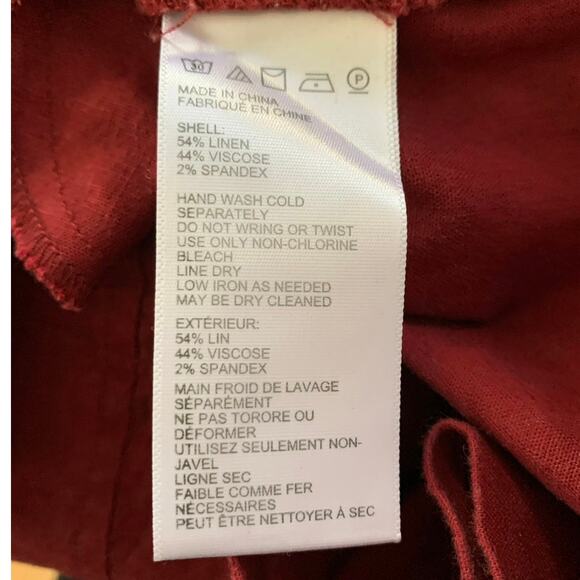 30 P
MADE IN CHINA
FABRIQUÉ EN CHINE
SHELL:
54% LINEN
44% VISCOSE
2% SPANDEX
HAND WASH COLD
SEPARATELY
DO NOT WRING OR TWIST
USE ONLY NON-CHLORINE
BLEACH
LINE DRY
LOW IRON AS NEEDED
MAY BE DRY CLEANED
EXTÉRIEUR:
54% LIN
44% VISCOSE
2% SPANDEX
MAIN FROID DE LAVAGE
SÉPARÉMENT
NE PAS TORORE OU
DÉFORMER
UTILISEZ SEULEMENT NON-
JAVEL
LIGNE SEC
FAIBLE COMME FER
NÉCESSAIRES
PEUT ÊTRE NETTOYER À SEC